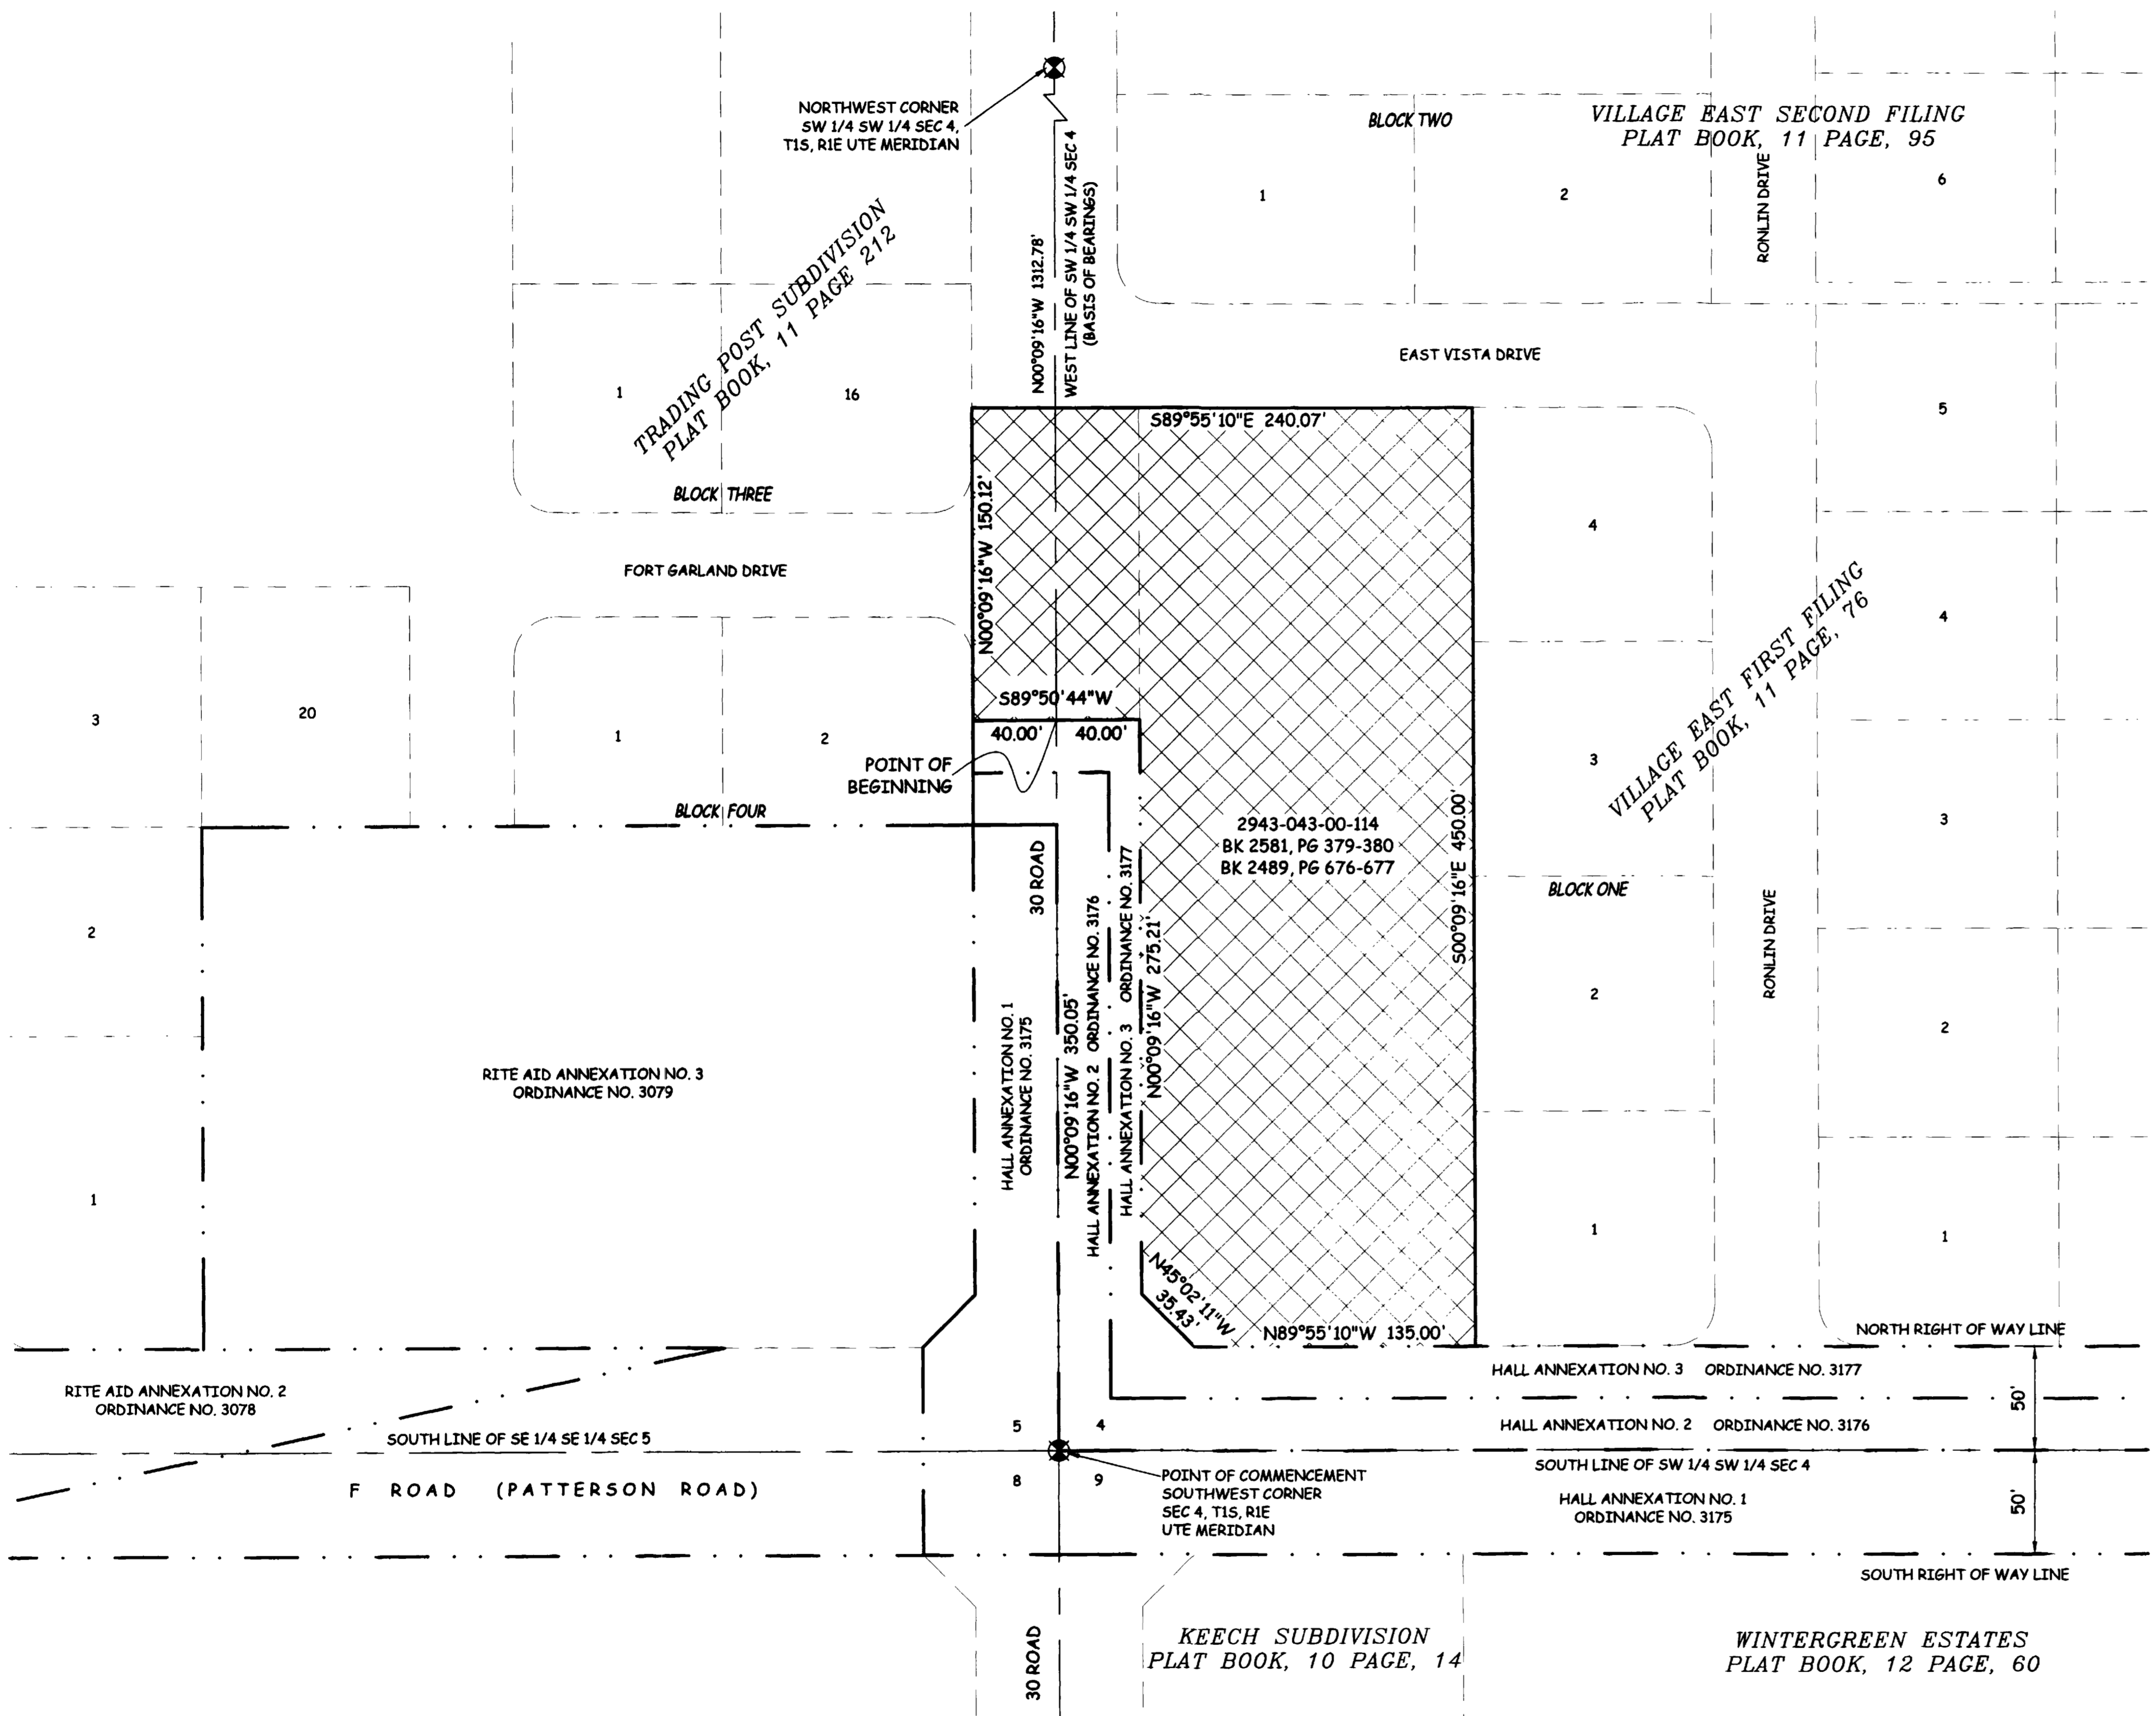 NORTHWEST CORNER
SW 1/4 SW 1/4 SEC 4,
T1S, R1E UTE MERIDIAN
N00°09'16"W 1312.78'
WEST LINE OF SW 1/4 SW 1/4 SEC 4
(BASIS OF BEARINGS)
BLOCK TWO
VILLAGE EAST SECOND FILING
PLAT BOOK, 11 PAGE, 95
1
2
RONLIN DRIVE
6
TRADING POST SUBDIVISION
PLAT BOOK, 11 PAGE 212
1
16
BLOCK THREE
EAST VISTA DRIVE
5
S89°55'10"E 240.07'
N00°09'16"W 150.12'
4
FORT GARLAND DRIVE
VILLAGE EAST FIRST FILING
PLAT BOOK, 11 PAGE, 76
4
3
20
1
2
BLOCK FOUR
S89°50'44"W
40.00'
40.00'
POINT OF
BEGINNING
3
3
2943-043-00-114
BK 2581, PG 379-380
BK 2489, PG 676-677
S00°09'16"E 450.00'
BLOCK ONE
30 ROAD
2
HALL ANNEXATION NO. 1
ORDINANCE NO. 3175
N00°09'16"W 350.05'
HALL ANNEXATION NO. 2 ORDINANCE NO. 3176
HALL ANNEXATION NO. 3 ORDINANCE NO. 3177
N00°09'16"W 275.21'
RONLIN DRIVE
2
2
RITE AID ANNEXATION NO. 3
ORDINANCE NO. 3079
1
1
1
N45°02'11"W
35.43'
N89°55'10"W 135.00'
NORTH RIGHT OF WAY LINE
HALL ANNEXATION NO. 3 ORDINANCE NO. 3177
RITE AID ANNEXATION NO. 2
ORDINANCE NO. 3078
50'
5
4
HALL ANNEXATION NO. 2 ORDINANCE NO. 3176
SOUTH LINE OF SE 1/4 SE 1/4 SEC 5
SOUTH LINE OF SW 1/4 SW 1/4 SEC 4
8
9
F ROAD (PATTERSON ROAD)
POINT OF COMMENCEMENT
SOUTHWEST CORNER
SEC 4, T1S, R1E
UTE MERIDIAN
HALL ANNEXATION NO. 1
ORDINANCE NO. 3175
50'
SOUTH RIGHT OF WAY LINE
30 ROAD
KEECH SUBDIVISION
PLAT BOOK, 10 PAGE, 14
WINTERGREEN ESTATES
PLAT BOOK, 12 PAGE, 60